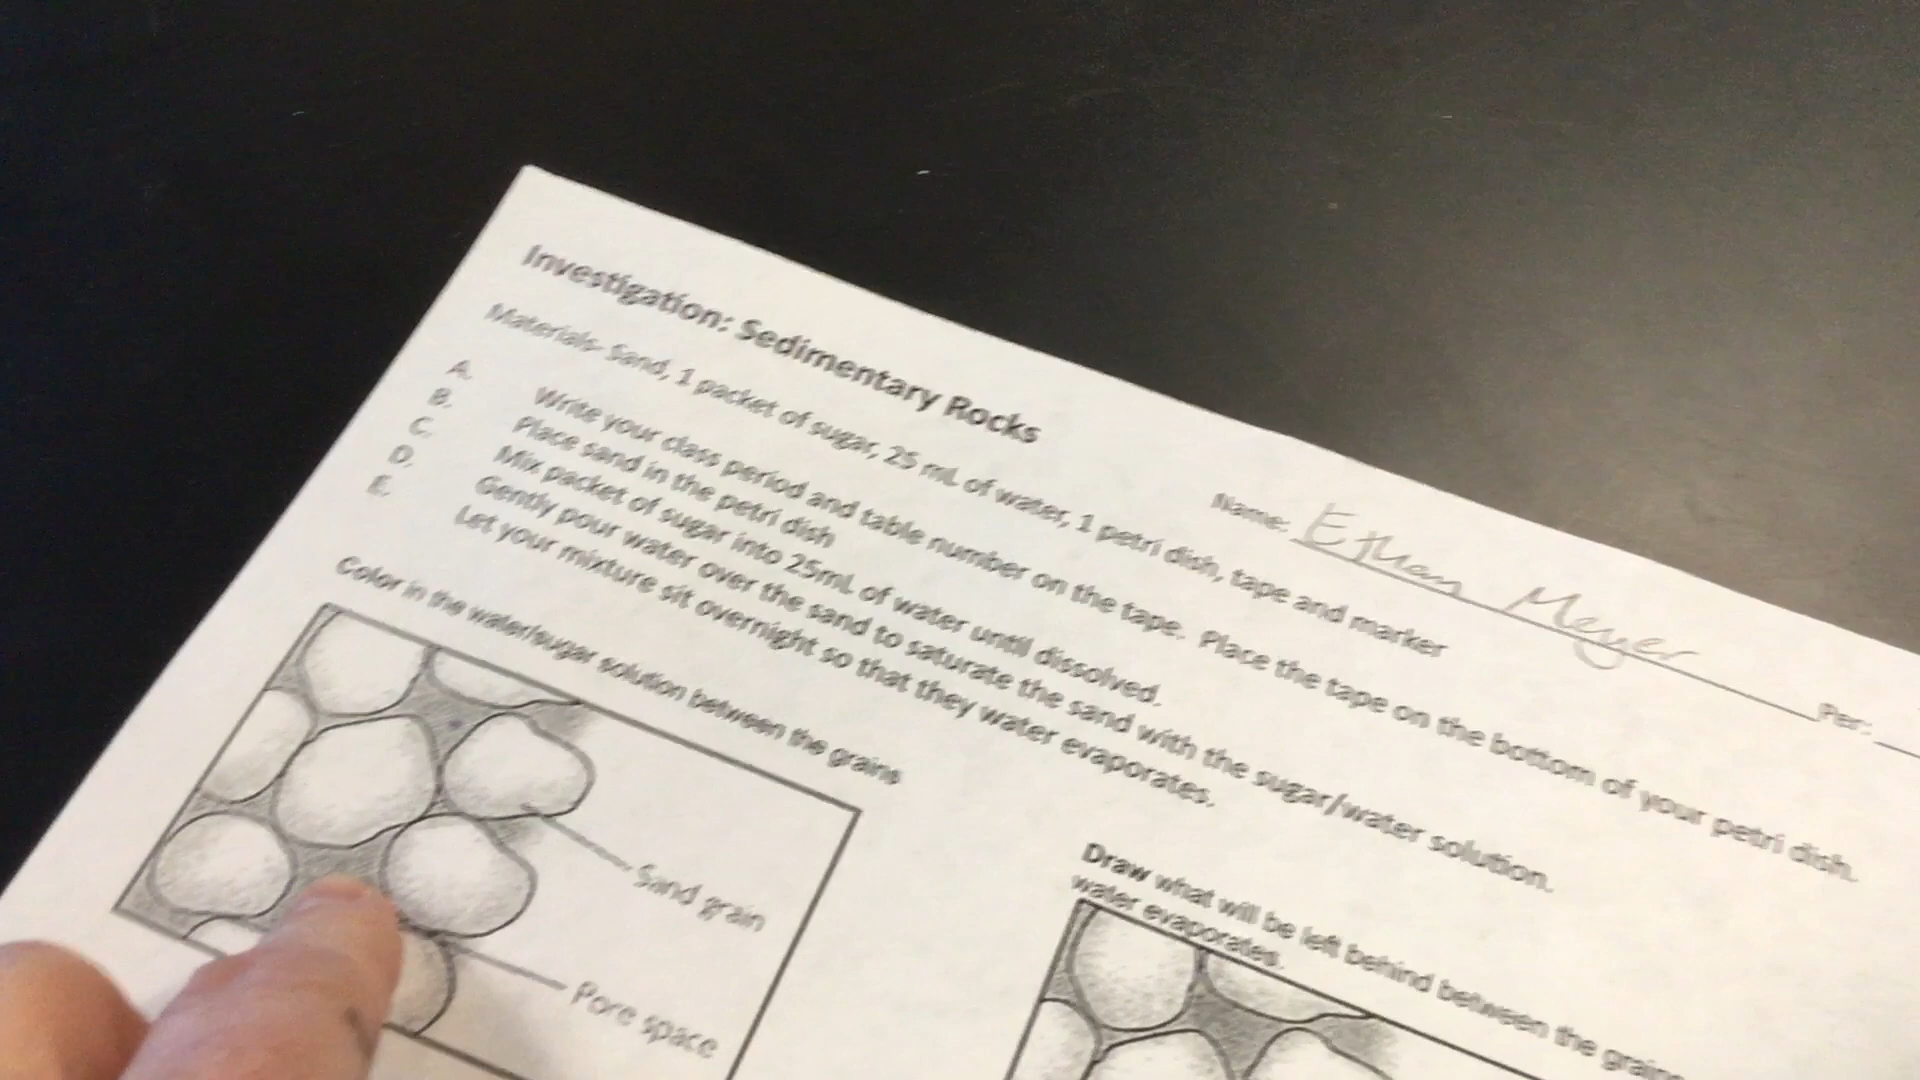 Investigation: Sedimentary Rocks
Name: Ethan Meyer Per:
Materials- Sand, 1 packet of sugar, 25 mL of water, 1 petri dish, tape and marker
A. Write your class period and table number on the tape. Place the tape on the bottom of your petri dish.
B. Place sand in the petri dish
C. Mix packet of sugar into 25mL of water until dissolved.
D. Gently pour water over the sand to saturate the sand with the sugar/water solution.
E. Let your mixture sit overnight so that they water evaporates.
Color in the water/sugar solution between the grains
Sand grain
Pore space
Draw what will be left behind between the grains
water evaporates.